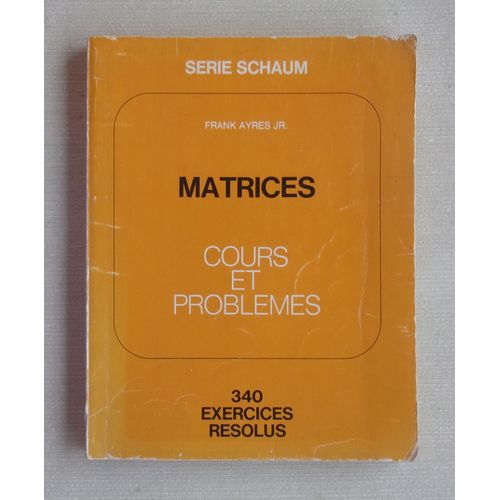 SERIE SCHAUM
FRANK AYRES JR.
MATRICES
COURS
ET
PROBLEMES
340
EXERCICES
RESOLUS